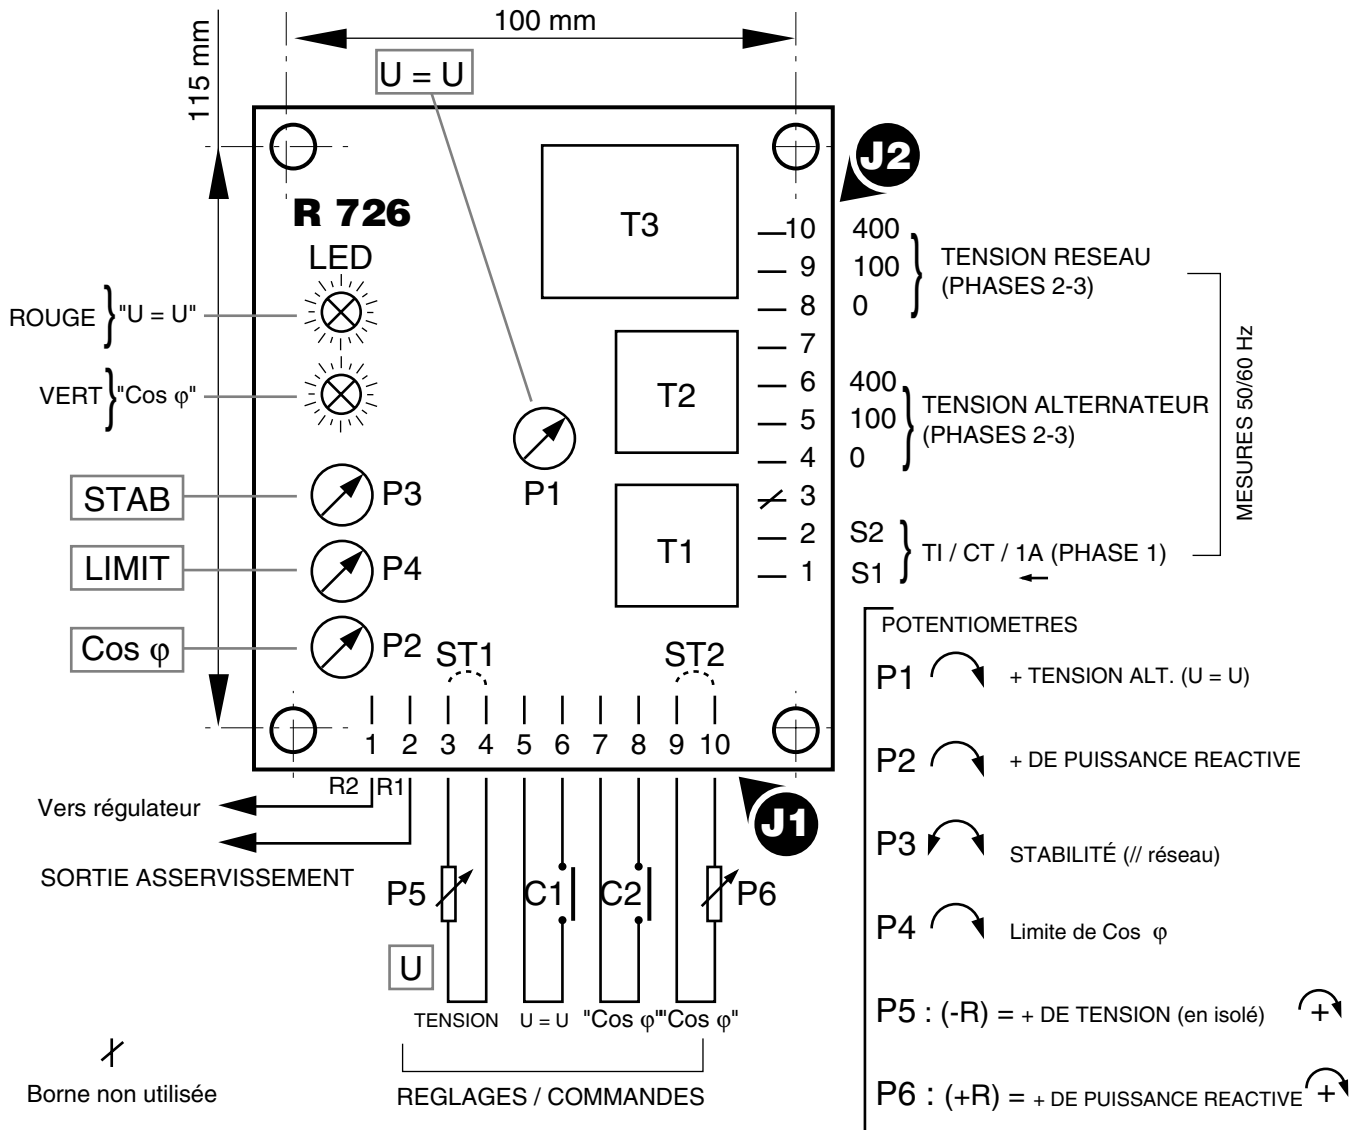 100 mm
115 mm
U = U
J2
R 726
LED
T3
10 400
9 100
8 0
TENSION RESEAU
(PHASES 2-3)
7
ROUGE } "U = U"
VERT } "Cos φ"
T2
6 400
5 100
4 0
TENSION ALTERNATEUR
(PHASES 2-3)
MESURES 50/60 Hz
P1
STAB
P3
3
LIMIT
P4
T1
2 S2
1 S1
TI / CT / 1A (PHASE 1)
Cos φ
P2
ST1
ST2
1 2 3 4 5 6 7 8 9 10
R2 R1
J1
Vers régulateur
SORTIE ASSERVISSEMENT
P5
C1
C2
P6
U
TENSION
U = U
"Cos φ"
"Cos φ"
REGLAGES / COMMANDES
Borne non utilisée
POTENTIOMETRES
P1 + TENSION ALT. (U = U)
P2 + DE PUISSANCE REACTIVE
P3 STABILITÉ (// réseau)
P4 Limite de Cos φ
P5 : (-R) = + DE TENSION (en isolé) +
P6 : (+R) = + DE PUISSANCE REACTIVE +